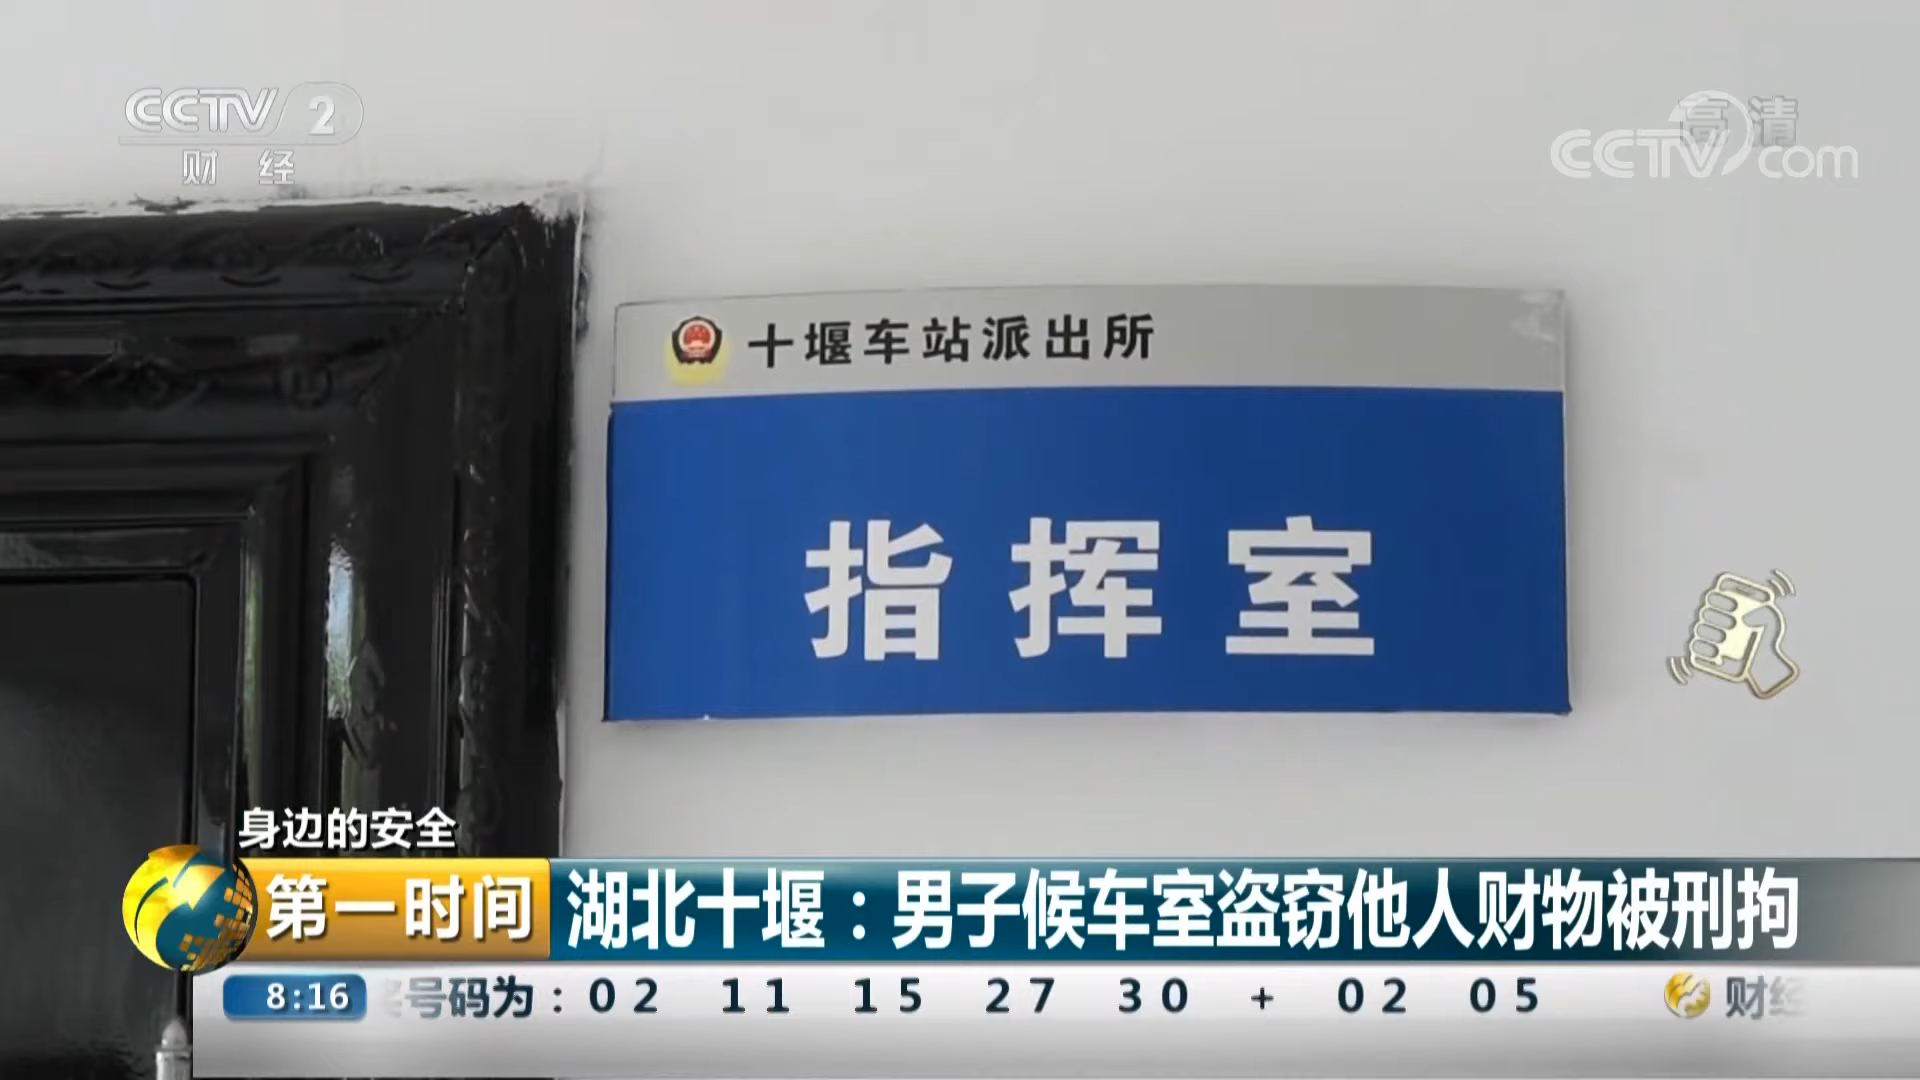 CCTV 2
财 经
高清
CCTV.com
十堰车站派出所
指挥室
身边的安全
第一时间
湖北十堰：男子候车室盗窃他人财物被刑拘
8:16
号码为：02 11 15 27 30 + 02 05
财经